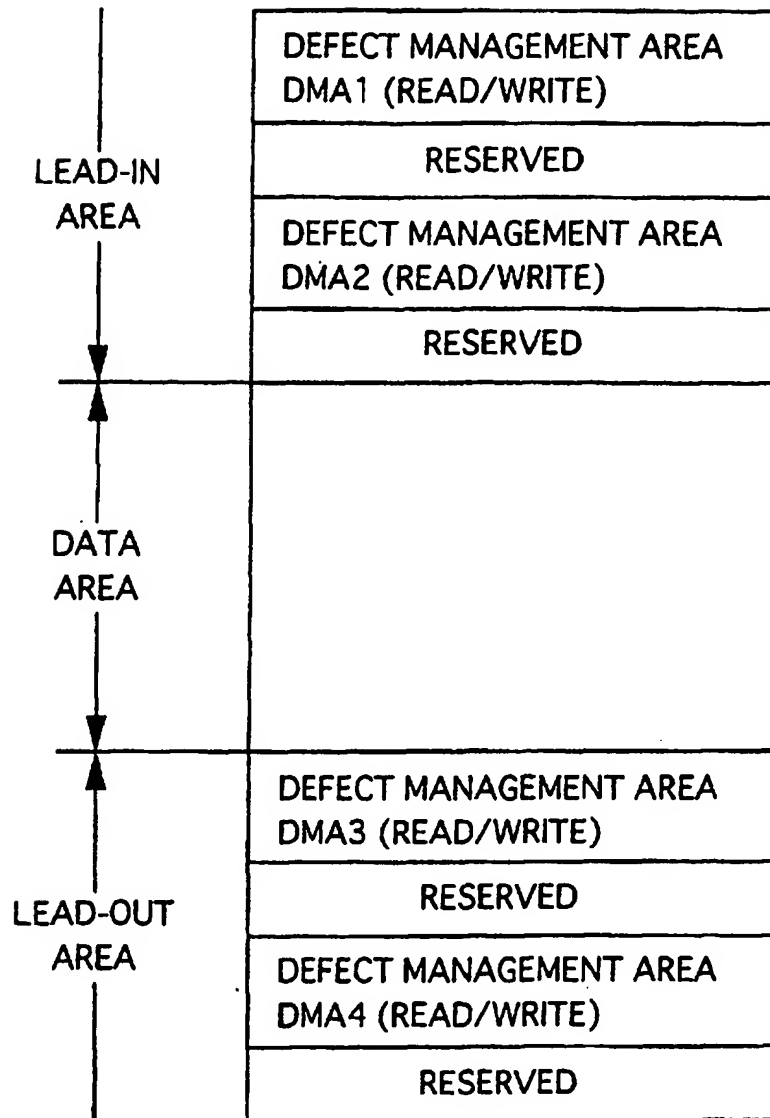 DEFECT MANAGEMENT AREA
DMA1 (READ/WRITE)
RESERVED
LEAD-IN
AREA
DEFECT MANAGEMENT AREA
DMA2 (READ/WRITE)
RESERVED
DATA
AREA
DEFECT MANAGEMENT AREA
DMA3 (READ/WRITE)
RESERVED
LEAD-OUT
AREA
DEFECT MANAGEMENT AREA
DMA4 (READ/WRITE)
RESERVED